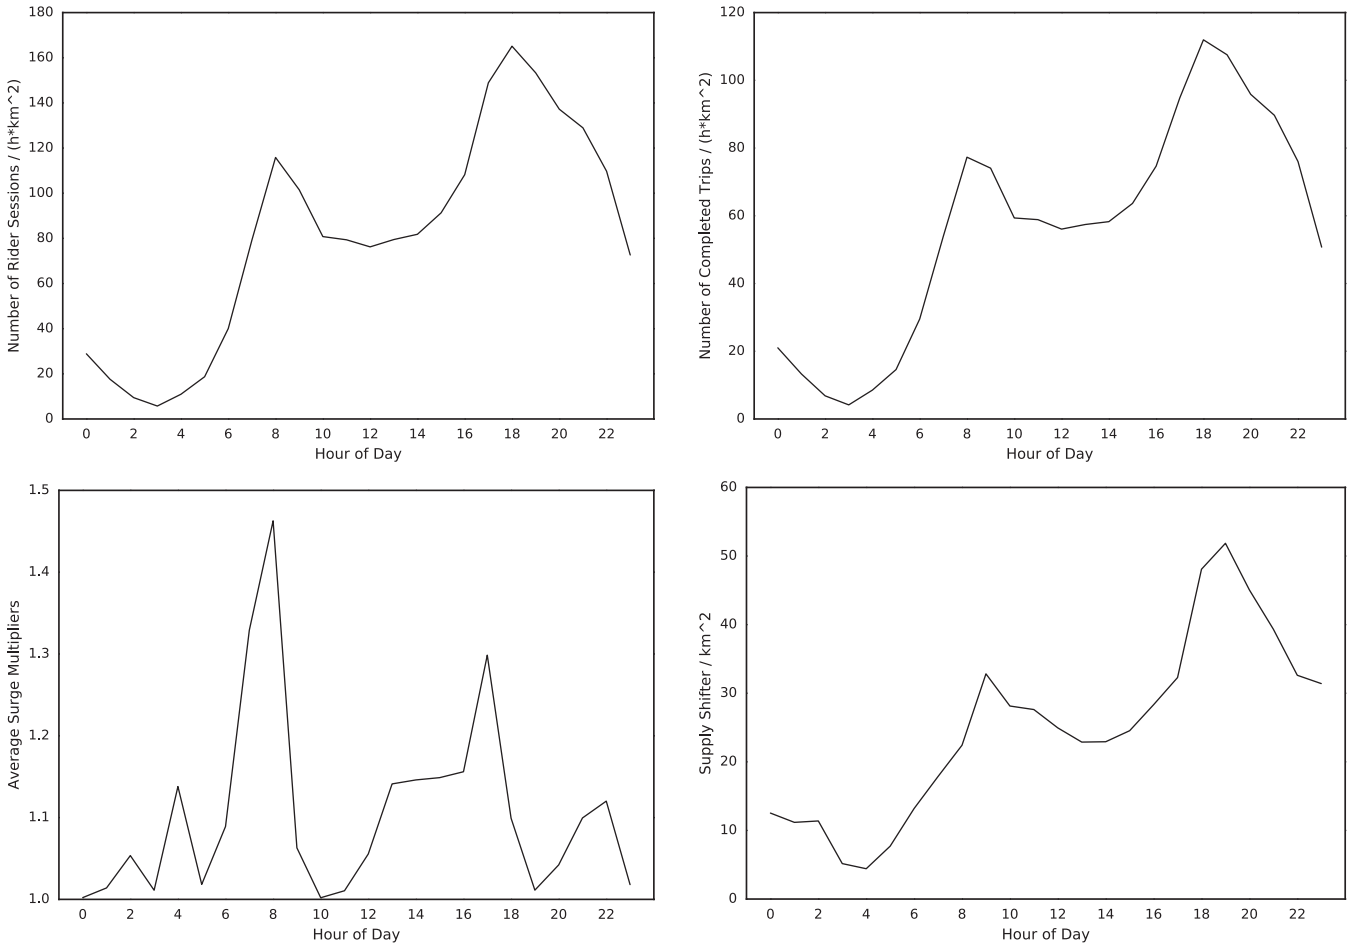 180
160
140
120
100
80
60
40
20
0
Number of Rider Sessions / (h*km^2)
0 2 4 6 8 10 12 14 16 18 20 22
Hour of Day
120
100
80
60
40
20
0
Number of Completed Trips / (h*km^2)
0 2 4 6 8 10 12 14 16 18 20 22
Hour of Day
1.5
1.4
1.3
1.2
1.1
1.0
Average Surge Multipliers
0 2 4 6 8 10 12 14 16 18 20 22
Hour of Day
60
50
40
30
20
10
0
Supply Shifter / km^2
0 2 4 6 8 10 12 14 16 18 20 22
Hour of Day